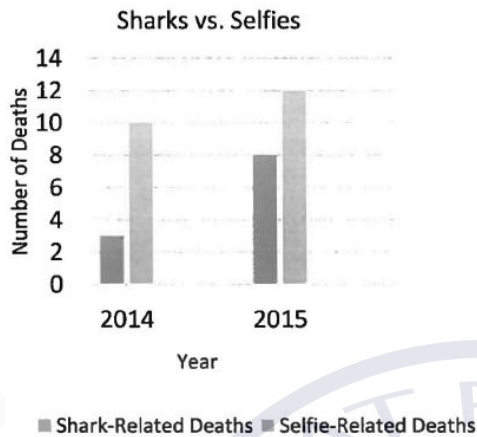 Sharks vs. Selfies
Number of Deaths
14
12
10
8
6
4
2
0
2014 2015
Year
Shark-Related Deaths Selfie-Related Deaths